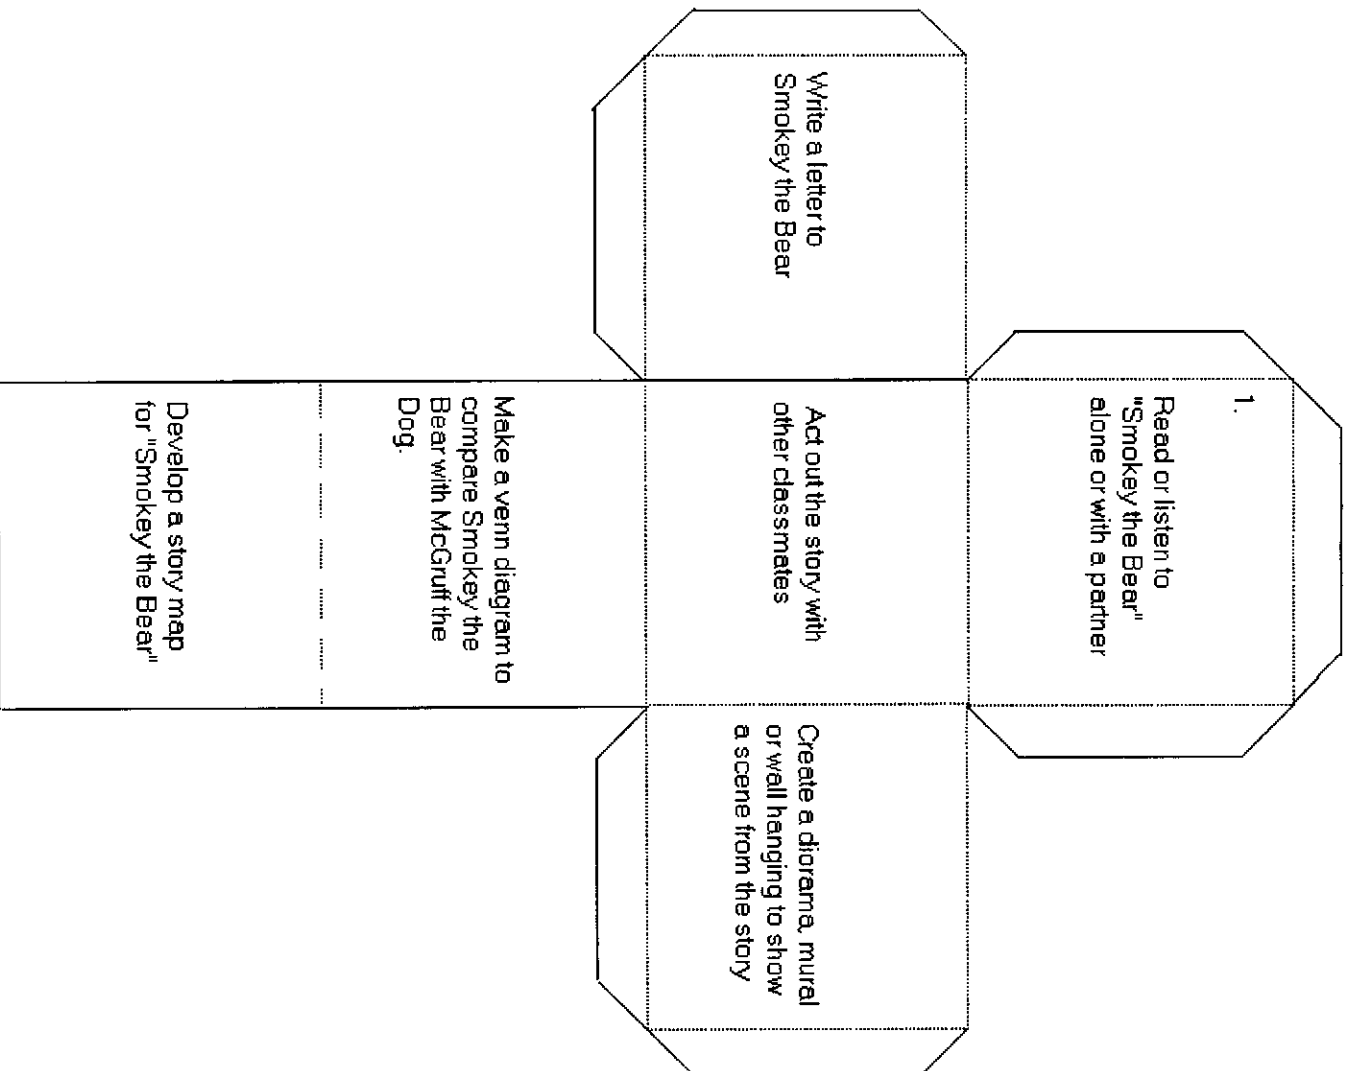 1.
Read or listen to
"Smokey the Bear"
alone or with a partner
Write a letter to
Smokey the Bear
Act out the story with
other classmates
Create a diorama, mural
or wall hanging to show
a scene from the story
Make a venn diagram to
compare Smokey the
Bear with McGruff the
Dog.
Develop a story map
for "Smokey the Bear"